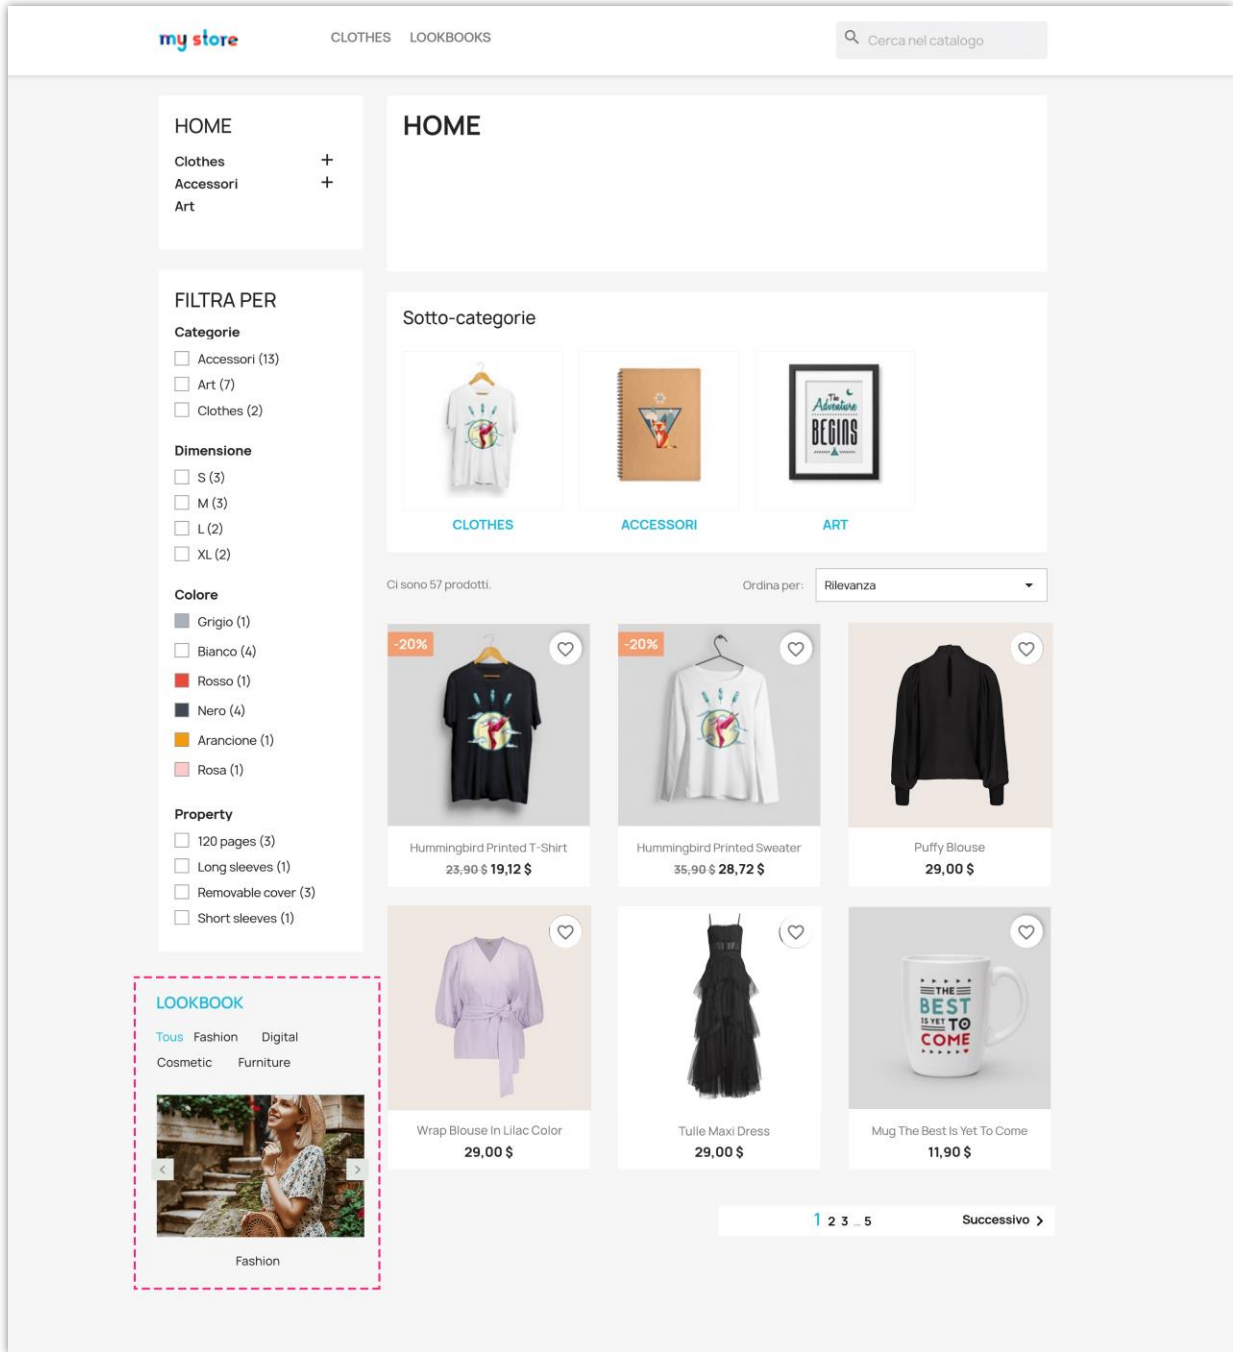 my store
CLOTHES LOOKBOOKS
Cerca nel catalogo
HOME
Clothes +
Accessori +
Art
FILTRA PER
Categorie
Accessori (13)
Art (7)
Clothes (2)
Dimensione
S (3)
M (3)
L (2)
XL (2)
Colore
Grigio (1)
Bianco (4)
Rosso (1)
Nero (4)
Arancione (1)
Rosa (1)
Property
120 pages (3)
Long sleeves (1)
Removable cover (3)
Short sleeves (1)
LOOKBOOK
Tous Fashion Digital
Cosmetic Furniture
Fashion
HOME
Sotto-categorie
The
Adventure
BEGINS
CLOTHES ACCESSORI ART
Ci sono 57 prodotti.
Ordina per: Rilevanza
-20%
-20%
Hummingbird Printed T-Shirt
23,90 $ 19,12 $
Hummingbird Printed Sweater
35,90 $ 28,72 $
Puffy Blouse
29,00 $
THE
BEST
IS YET TO
COME
Wrap Blouse In Lilac Color
29,00 $
Tulle Maxi Dress
29,00 $
Mug The Best Is Yet To Come
11,90 $
1 2 3 ... 5 Successivo